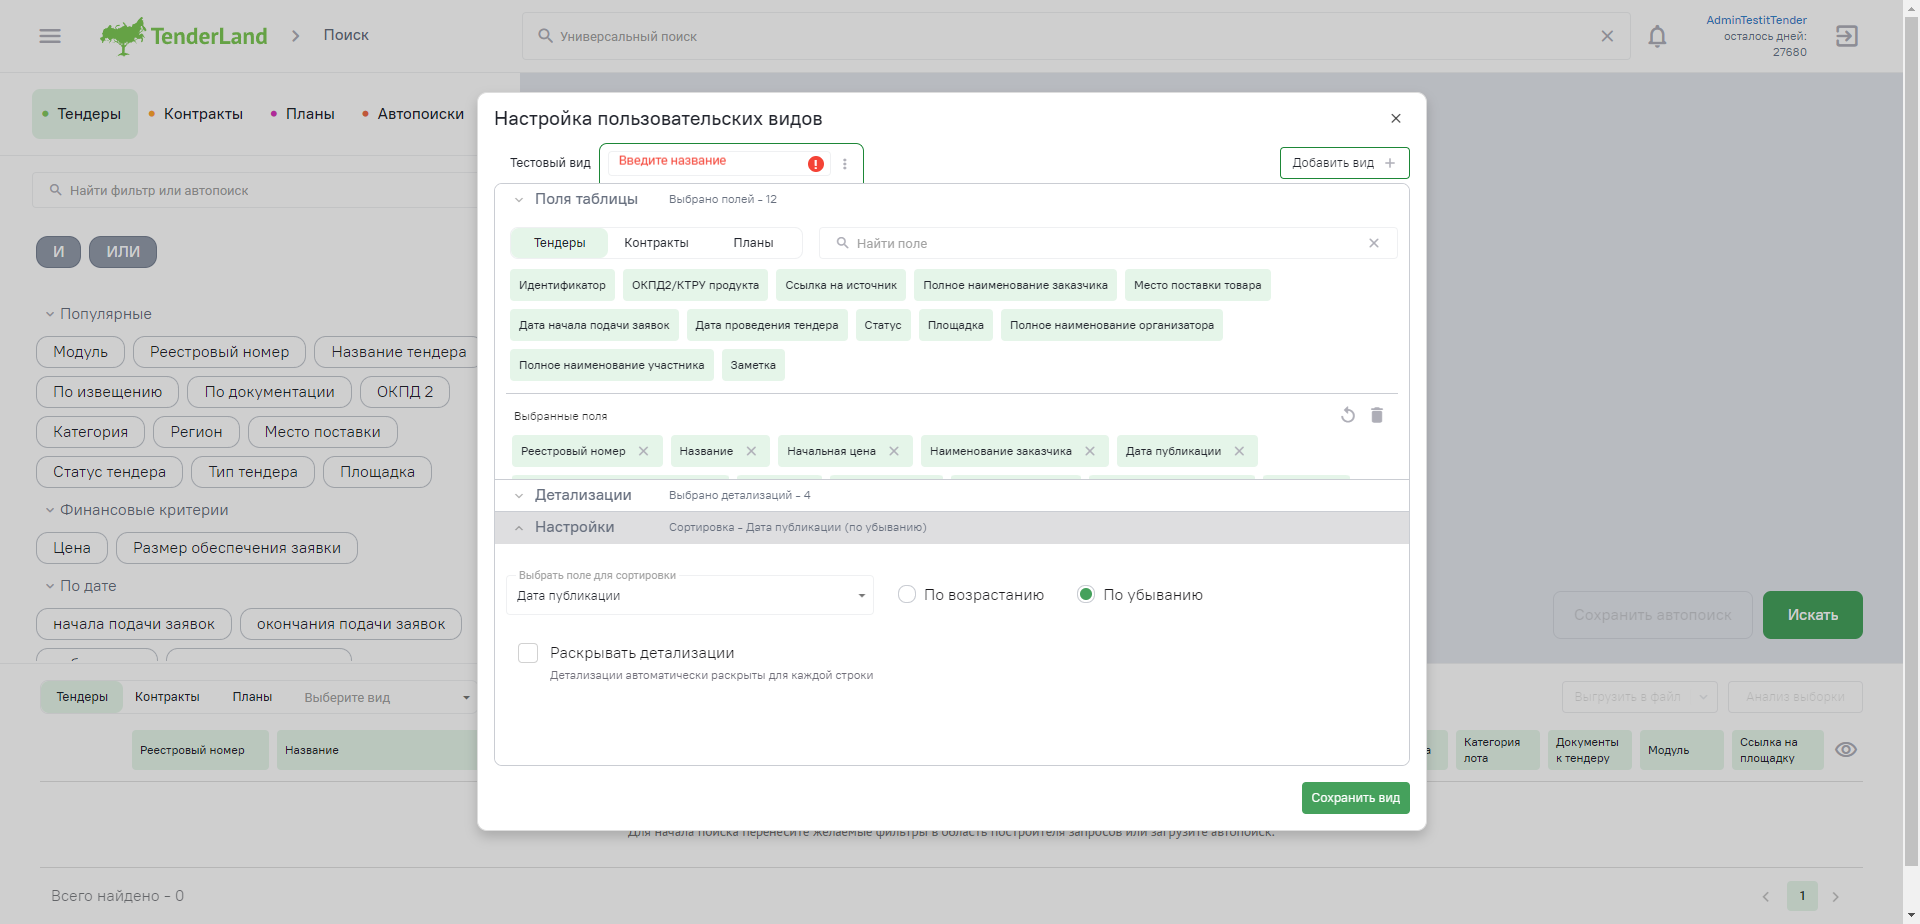 TenderLand
Поиск
Универсальный поиск
AdminTestitTender
осталось дней:
27680
Тендеры
Контракты
Планы
Автопоиски
Найти фильтр или автопоиск
И
ИЛИ
Популярные
Модуль
Реестровый номер
Название тендера
По извещению
По документации
ОКПД 2
Категория
Регион
Место поставки
Статус тендера
Тип тендера
Площадка
Финансовые критерии
Цена
Размер обеспечения заявки
По дате
начала подачи заявок
окончания подачи заявок
Настройка пользовательских видов
Тестовый вид
Введите название
Добавить вид
Поля таблицы
Выбрано полей - 12
Тендеры
Контракты
Планы
Найти поле
Идентификатор
ОКПД2/КТРУ продукта
Ссылка на источник
Полное наименование заказчика
Место поставки товара
Дата начала подачи заявок
Дата проведения тендера
Статус
Площадка
Полное наименование организатора
Полное наименование участника
Заметка
Выбранные поля
Реестровый номер
Название
Начальная цена
Наименование заказчика
Дата публикации
Детализации
Выбрано детализаций - 4
Настройки
Сортировка - Дата публикации (по убыванию)
Выбрать поле для сортировки
Дата публикации
По возрастанию
По убыванию
Раскрывать детализации
Детализации автоматически раскрыты для каждой строки
Сохранить вид
Сохранить автопоиск
Искать
Тендеры
Контракты
Планы
Выберите вид
Выгрузить в файл
Анализ выборки
Реестровый номер
Название
Категория
лота
Документы
к тендеру
Модуль
Ссылка на
площадку
Для начала поиска перенесите желаемые фильтры в область построителя запросов или загрузите автопоиск.
Всего найдено - 0
1